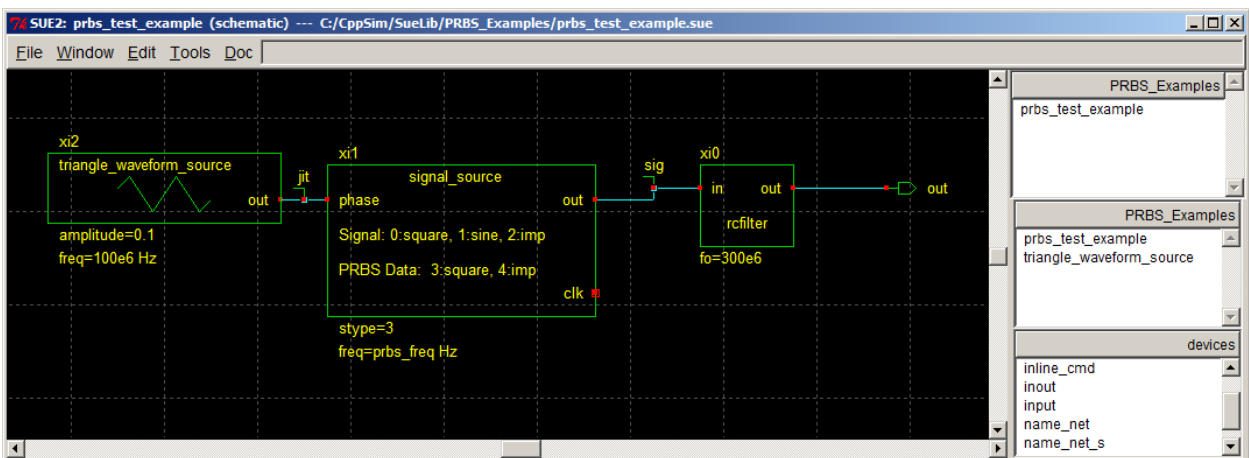 SUE2: prbs_test_example (schematic) --- C:/CppSim/SueLib/PRBS_Examples/prbs_test_example.sue
File Window Edit Tools Doc
xi2
triangle_waveform_source
out
amplitude=0.1
freq=100e6 Hz
jit
xi1
signal_source
phase
out
Signal: 0:square, 1:sine, 2:imp
PRBS Data: 3:square, 4:imp
clk
stype=3
freq=prbs_freq Hz
sig
xi0
in
out
rcfilter
fo=300e6
out
PRBS_Examples
prbs_test_example
PRBS_Examples
prbs_test_example
triangle_waveform_source
devices
inline_cmd
inout
input
name_net
name_net_s